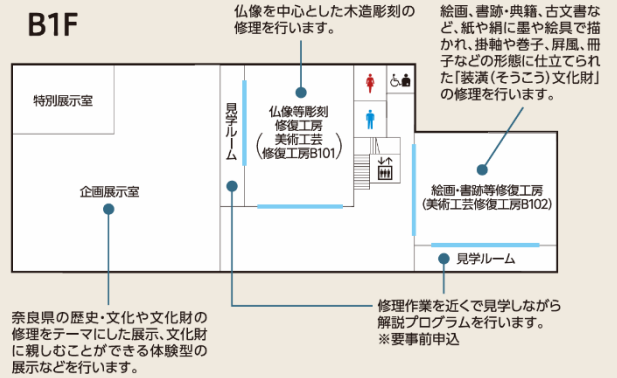 B1F
仏像を中心とした木造彫刻の
修理を行います。
絵画、書跡・典籍、古文書な
ど、紙や絹に墨や絵具で描
かれ、掛軸や巻子、屏風、冊
子などの形態に仕立てられ
た「装潢(そうこう)文化財」
の修理を行います。
特別展示室
企画展示室
見学ルーム
仏像等彫刻
修復工房
(美術工芸
修復工房B101)
絵画・書跡等修復工房
(美術工芸修復工房B102)
見学ルーム
奈良県の歴史・文化や文化財の
修理をテーマにした展示、文化財
に親しむことができる体験型の
展示などを行います。
修理作業を近くで見学しながら
解説プログラムを行います。
※要事前申込